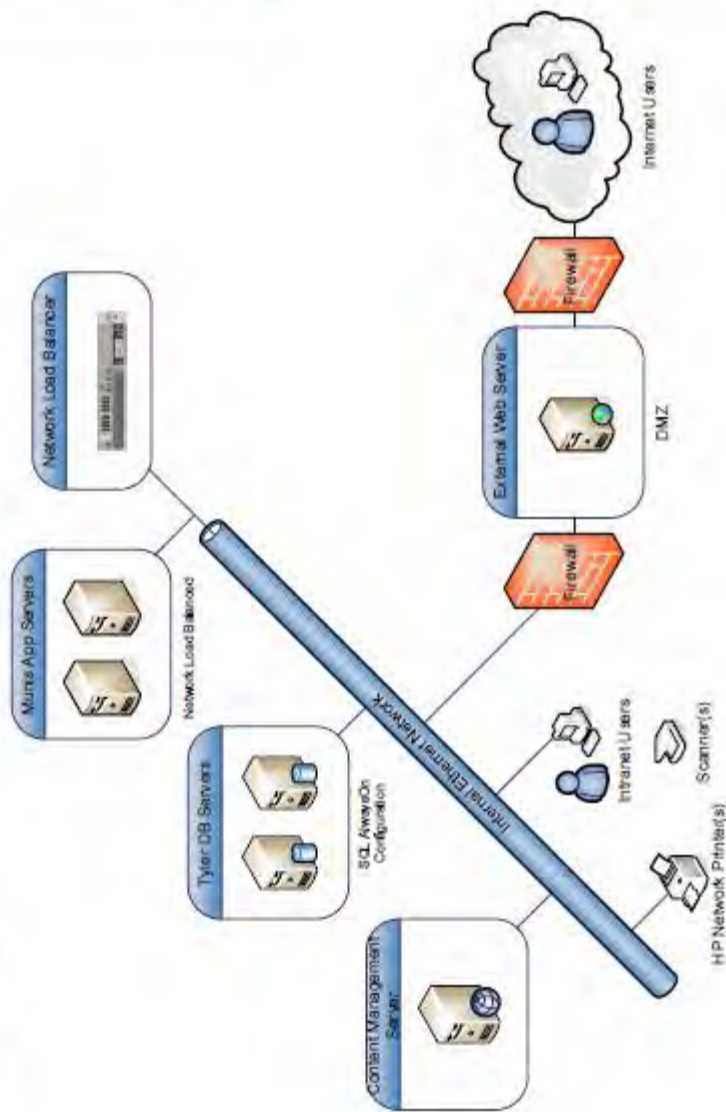 Network Load Balancer
Munis App Servers
Network Load Balanced
Tyler DB Servers
SQL AlwaysOn
Configuration
Content Management
Server
Internal Ethernet Network
HP Network Printer(s)
Intranet Users
Scanner(s)
Firewall
External Web Server
DMZ
Firewall
Internet Users